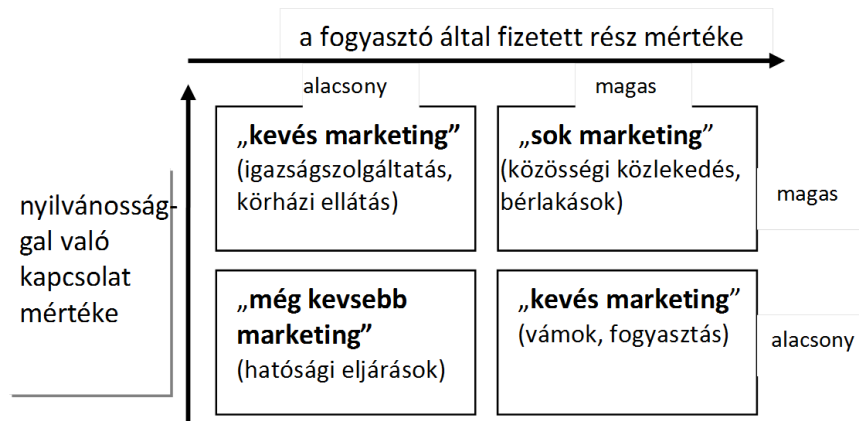 a fogyasztó által fizetett rész mértéke
alacsony
magas
„kevés marketing”
(igazságszolgáltatás,
körházi ellátás)
„sok marketing”
(közösségi közlekedés,
bérlakások)
magas
nyilvánosság-
gal való
kapcsolat
mértéke
„még kevsebb
marketing”
(hatósági eljárások)
„kevés marketing”
(vámok, fogyasztás)
alacsony